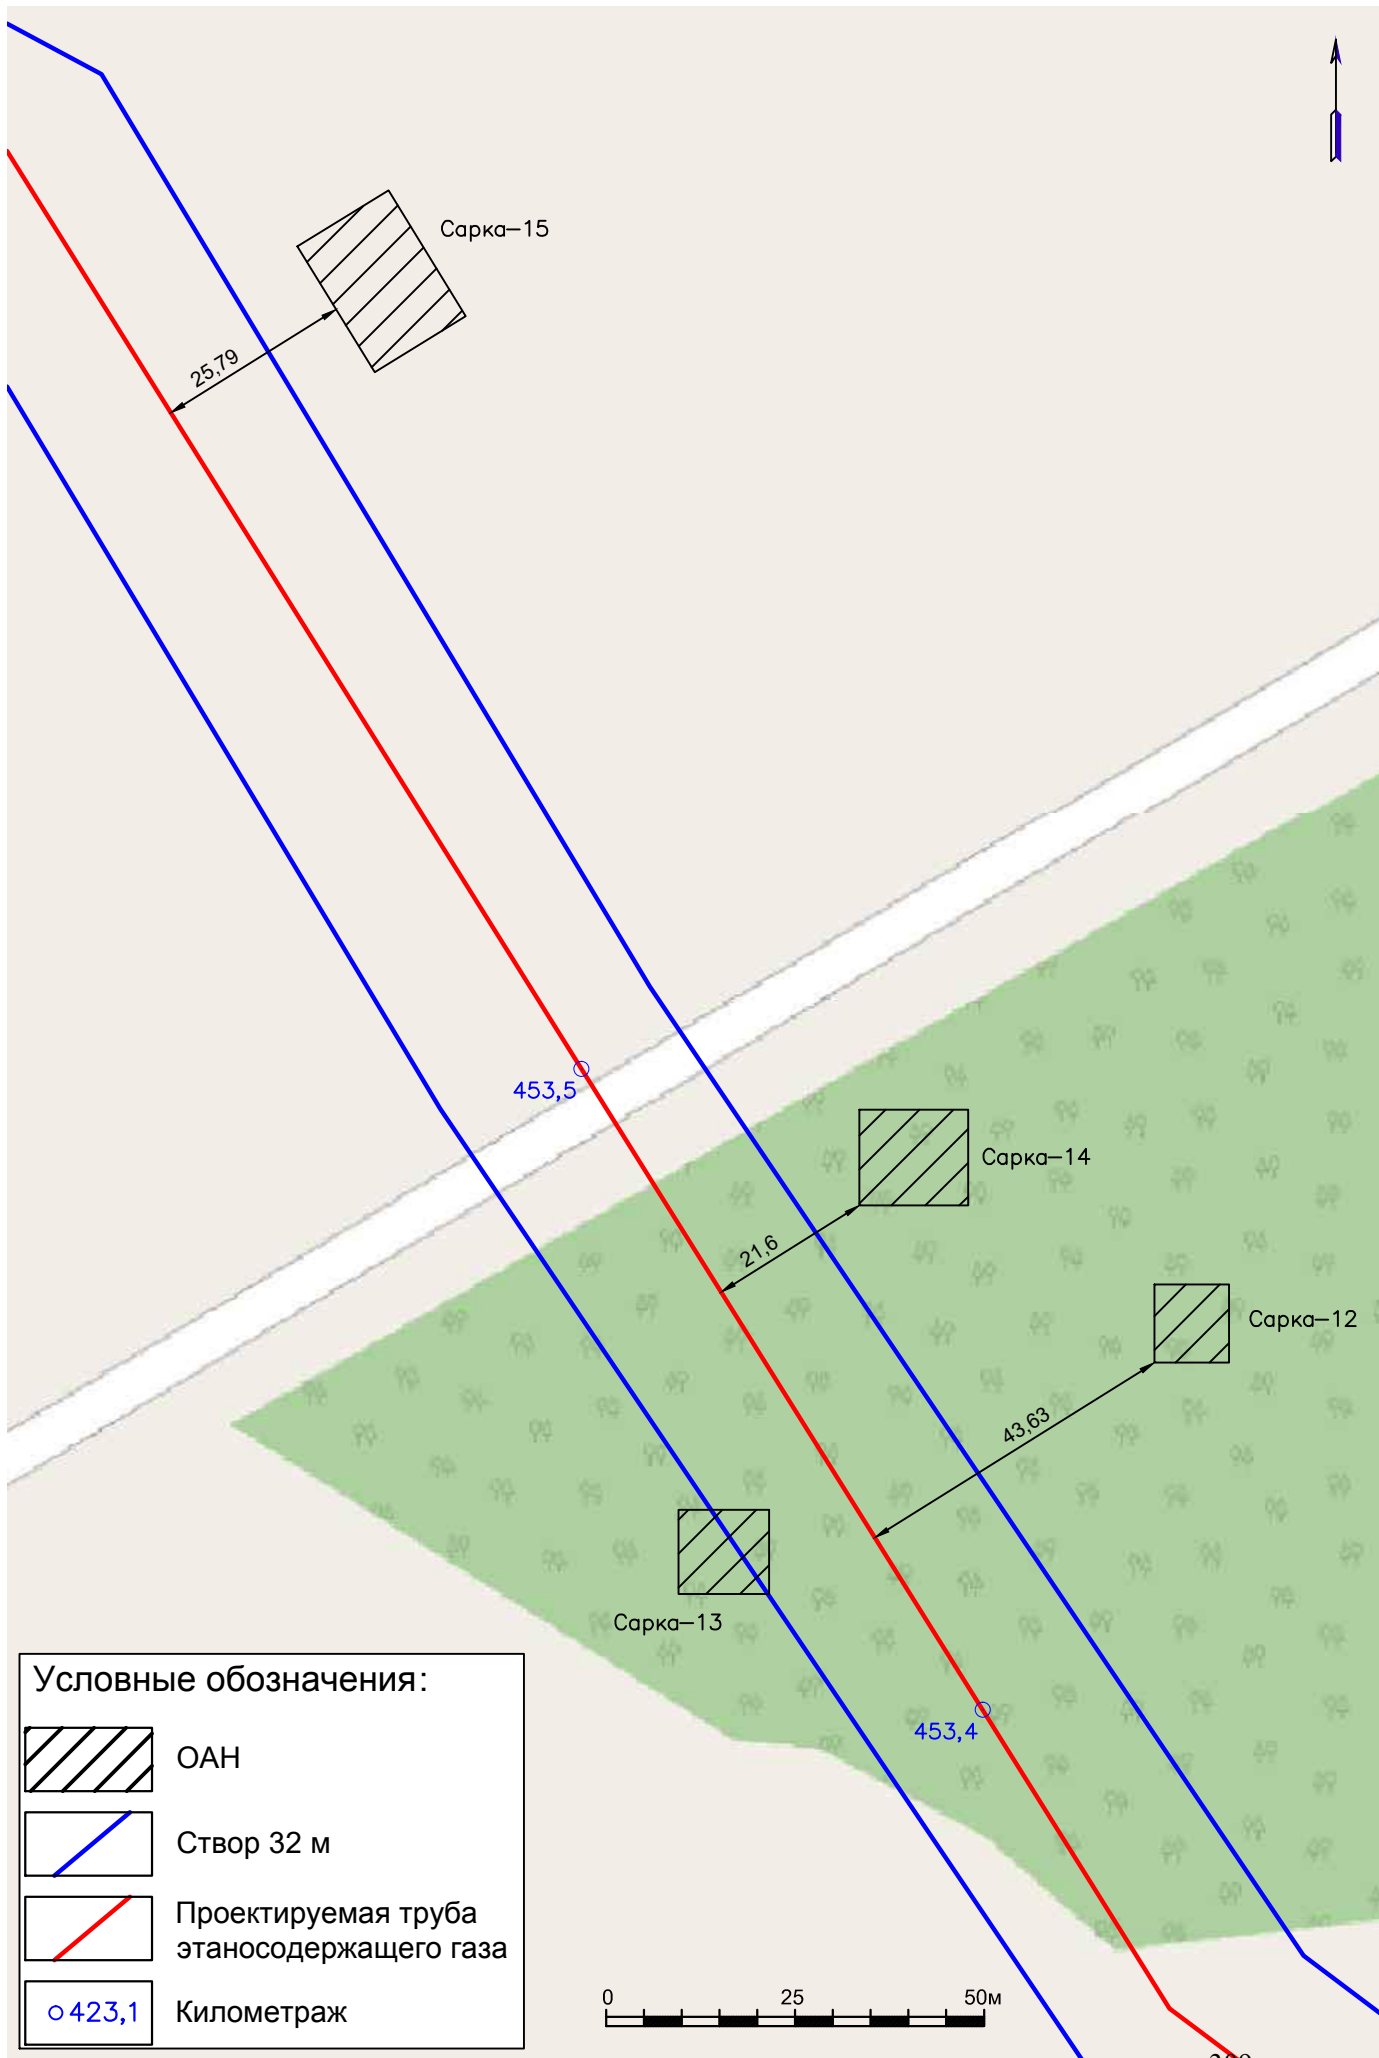 Сарка-15
25,79
453,5
Сарка-14
21,6
Сарка-12
43,63
Сарка-13
453,4
Условные обозначения:
ОАН
Створ 32 м
Проектируемая труба
этаносодержащего газа
423,1 Километраж
0 25 50м